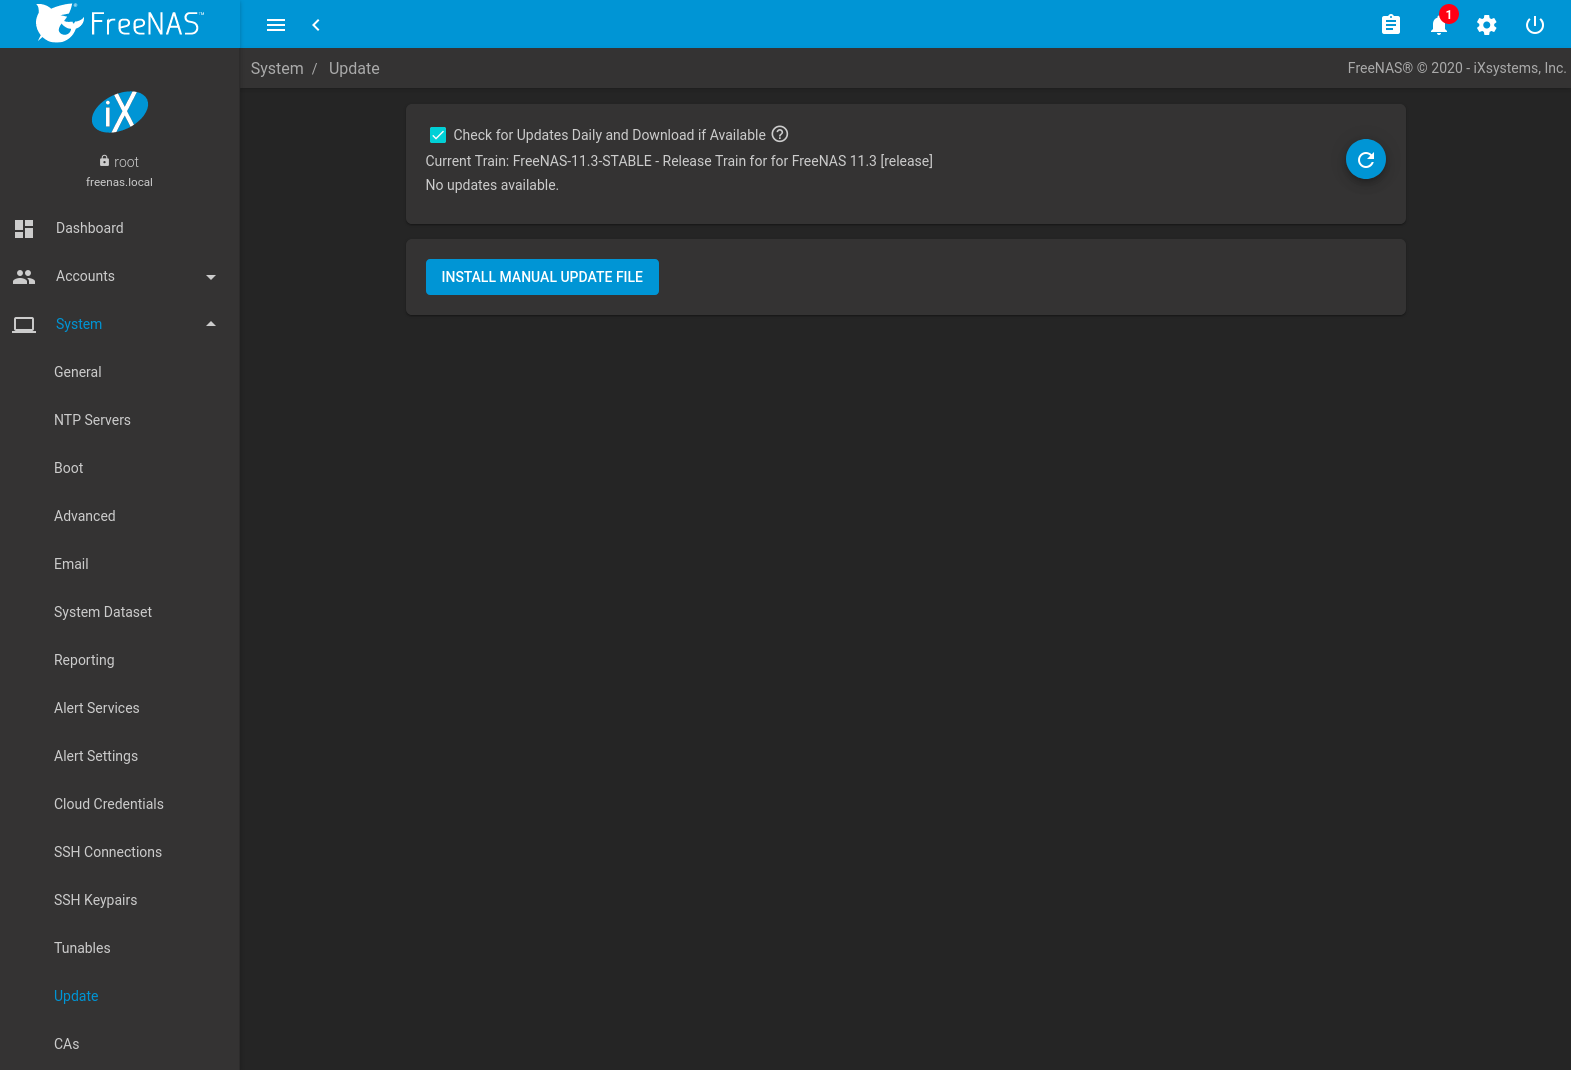 FreeNAS™
1
System / Update
FreeNAS® © 2020 - iXsystems, Inc.
iX
root
freenas.local
Dashboard
Accounts
System
General
NTP Servers
Boot
Advanced
Email
System Dataset
Reporting
Alert Services
Alert Settings
Cloud Credentials
SSH Connections
SSH Keypairs
Tunables
Update
CAs
Check for Updates Daily and Download if Available
Current Train: FreeNAS-11.3-STABLE - Release Train for for FreeNAS 11.3 [release]
No updates available.
INSTALL MANUAL UPDATE FILE